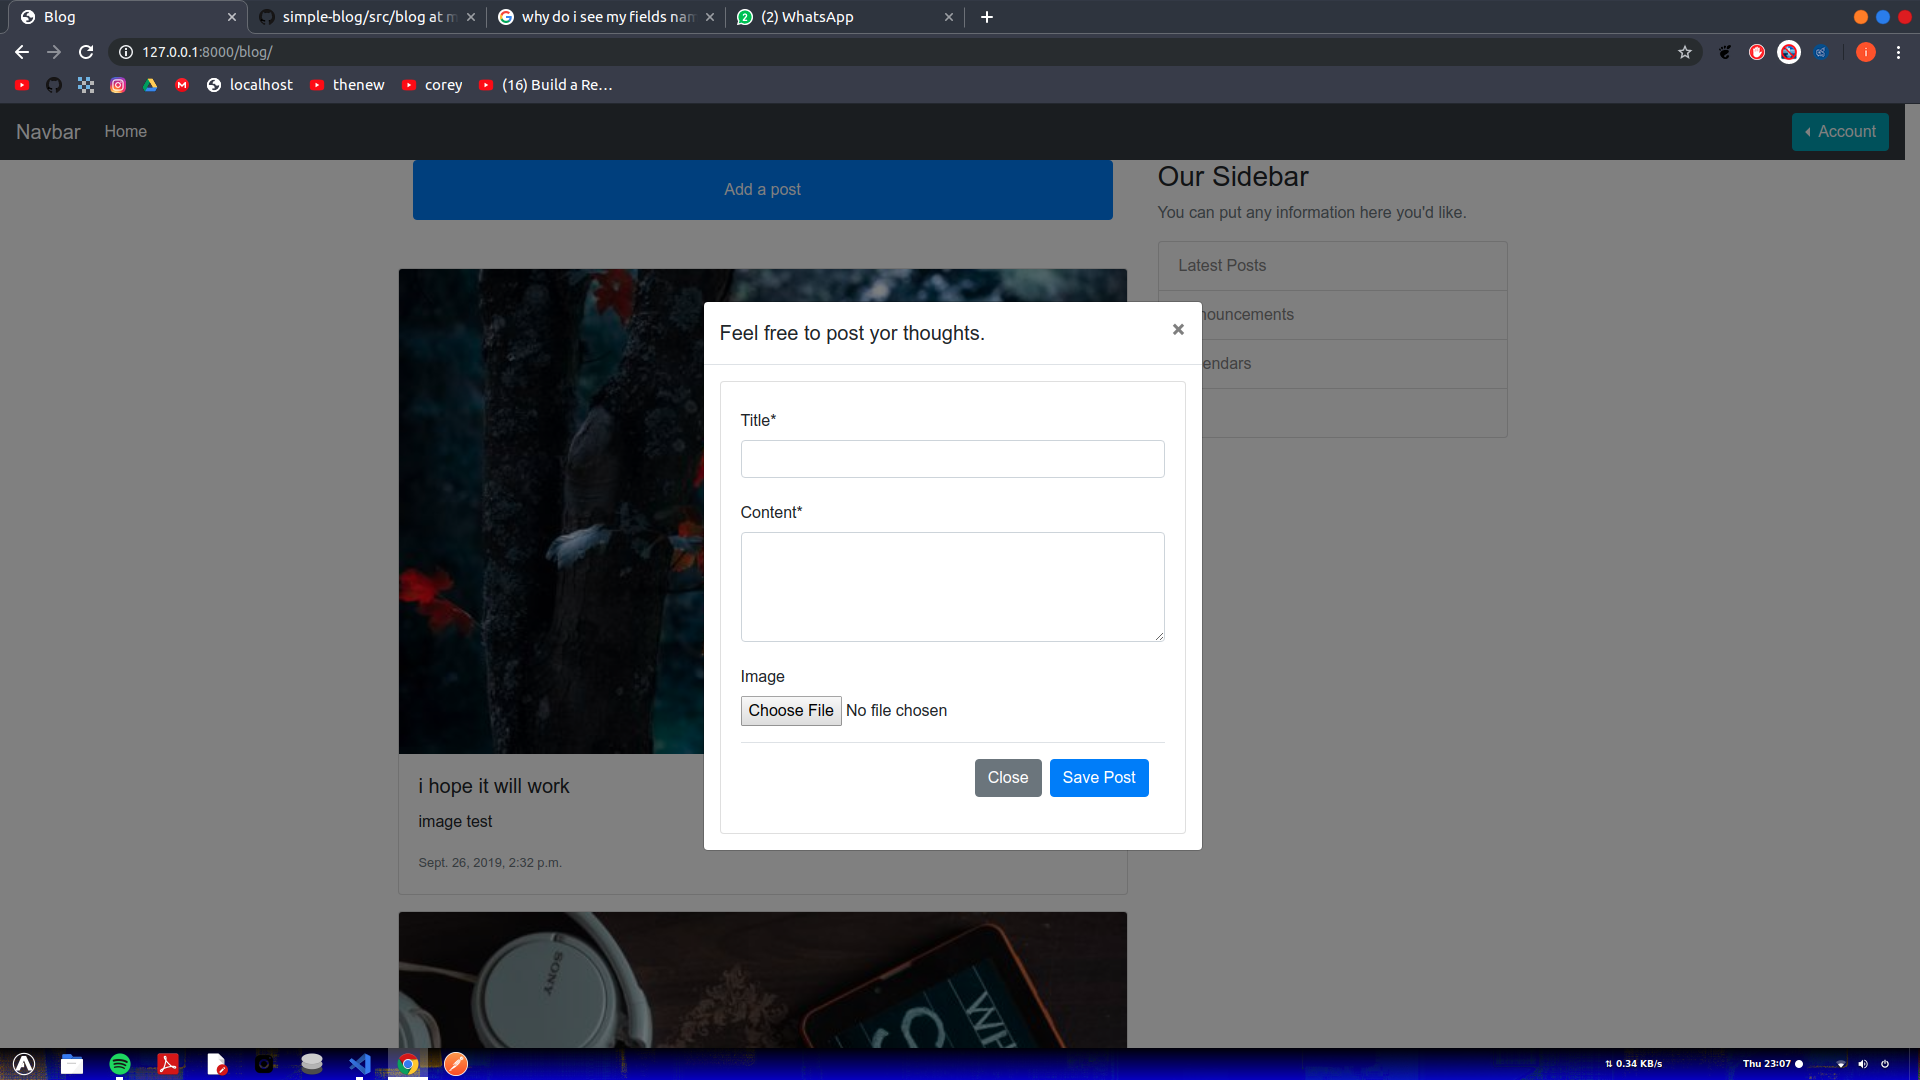 Blog
simple-blog/src/blog at m
why do i see my fields nam
(2) WhatsApp
127.0.0.1:8000/blog/
localhost
thenew
corey
(16) Build a Re…
Navbar
Home
Account
Add a post
Our Sidebar
You can put any information here you'd like.
Latest Posts
nouncements
endars
Feel free to post yor thoughts.
×
Title*
Content*
Image
Choose File No file chosen
Close
Save Post
i hope it will work
image test
Sept. 26, 2019, 2:32 p.m.
SONY
0.34 KB/s
Thu 23:07